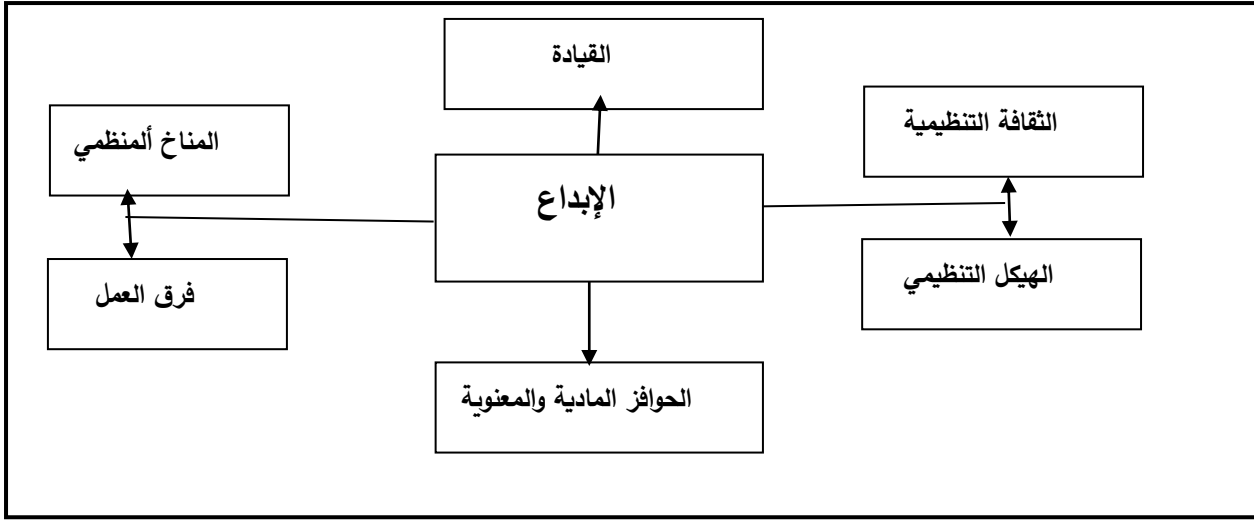 القيادة
الثقافة التنظيمية
المناخ ألمنظمي
الإبداع
الهيكل التنظيمي
فرق العمل
الحوافز المادية والمعنوية